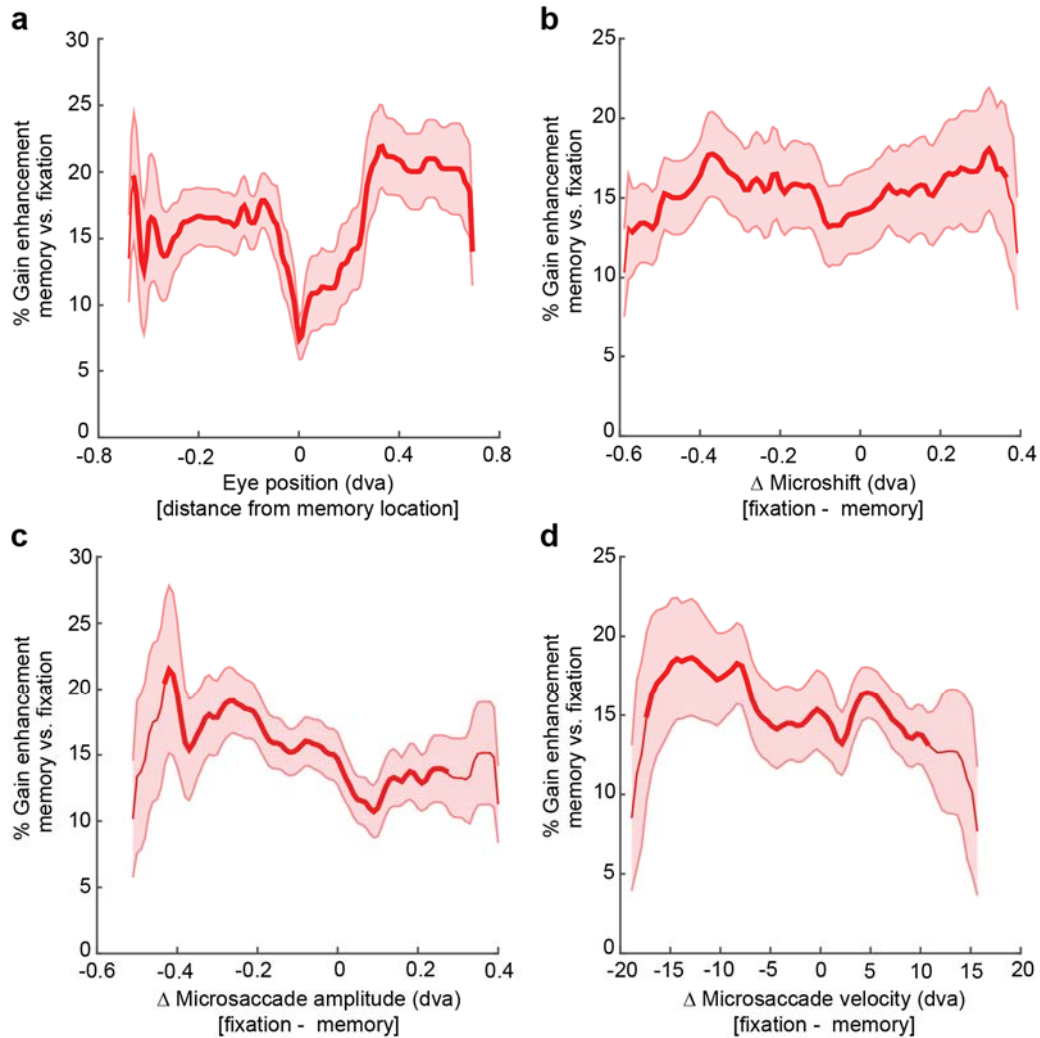 a
30
25
20
15
10
5
0
% Gain enhancement
memory vs. fixation
-0.8
-0.2
0
0.4
0.8
Eye position (dva)
[distance from memory location]
b
25
20
15
10
5
0
% Gain enhancement
memory vs. fixation
-0.6
-0.4
-0.2
0
0.2
0.4
Δ Microshift (dva)
[fixation - memory]
c
30
25
20
15
10
5
0
% Gain enhancement
memory vs. fixation
-0.6
-0.4
-0.2
0
0.2
0.4
Δ Microsaccade amplitude (dva)
[fixation - memory]
d
25
20
15
10
5
0
% Gain enhancement
memory vs. fixation
-20
-15
-10
-5
0
5
10
15
20
Δ Microsaccade velocity (dva)
[fixation - memory]